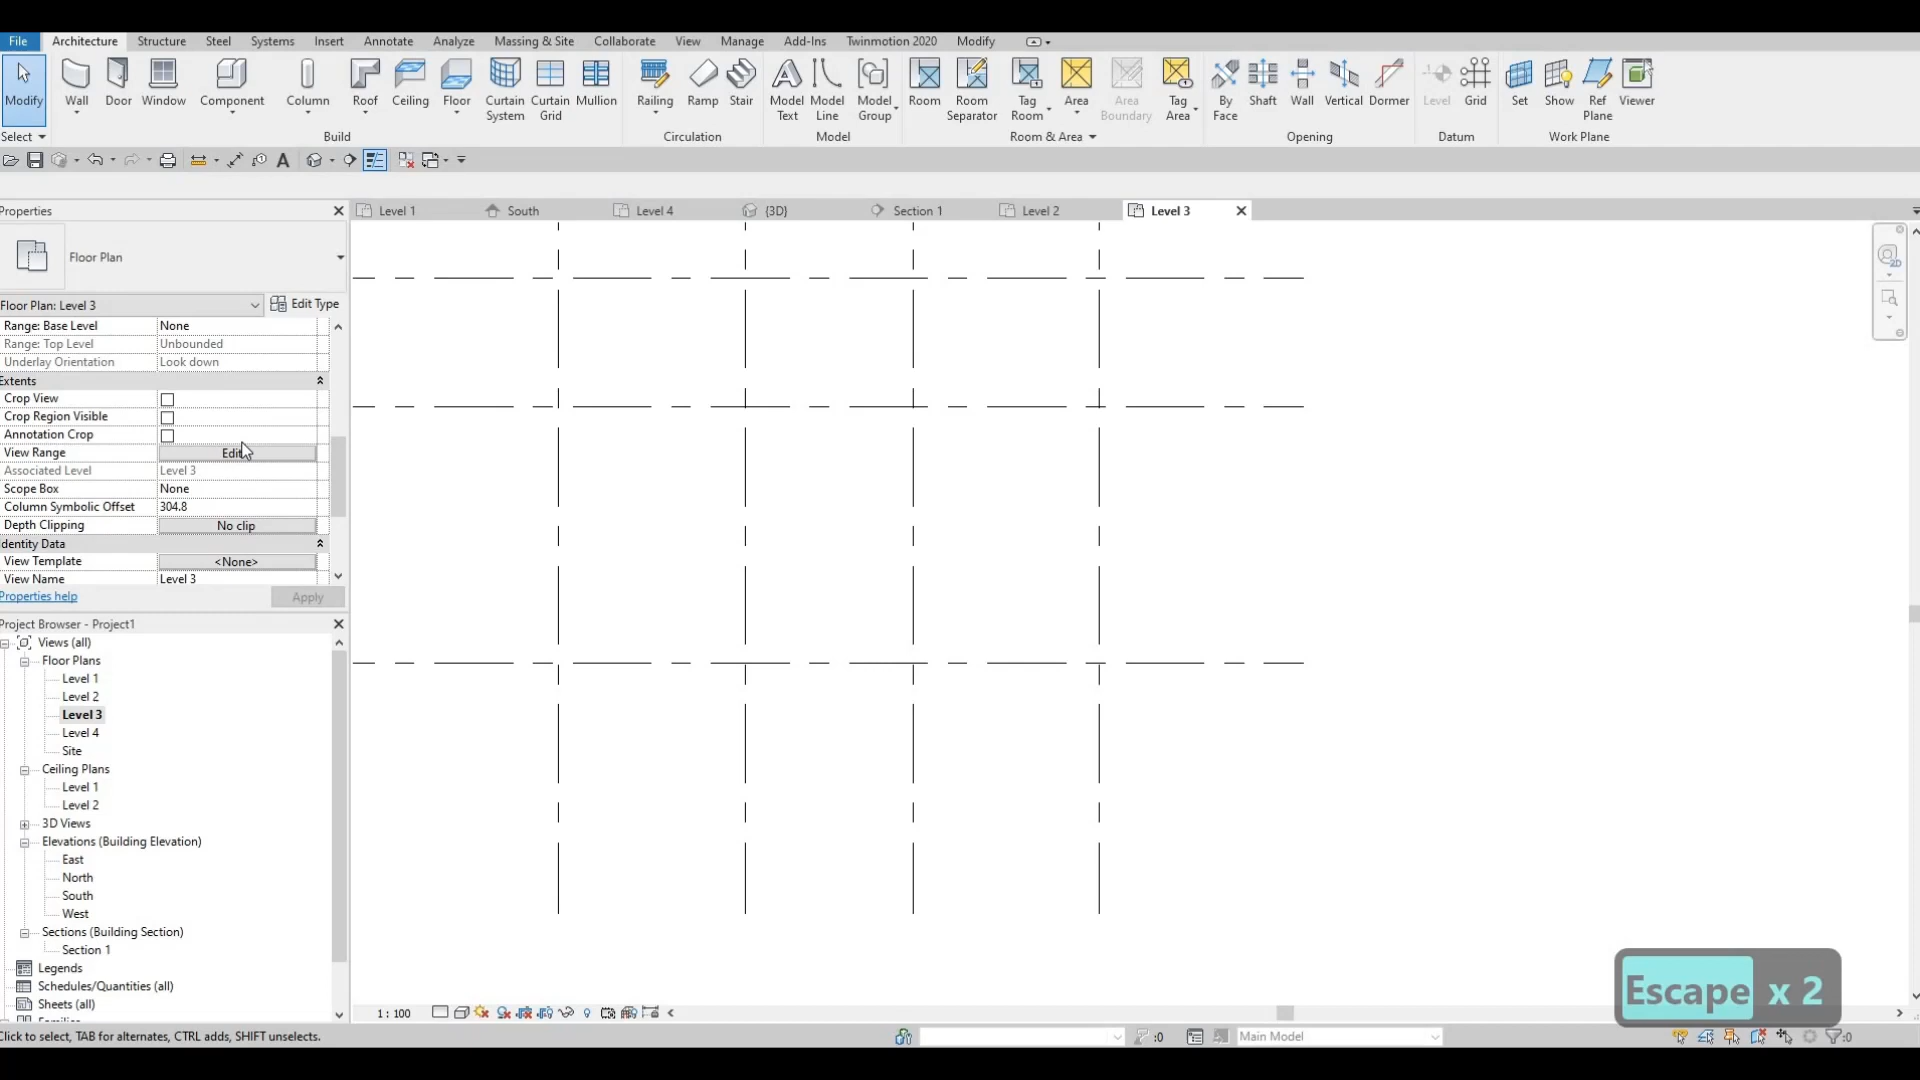 File Architecture Structure Steel Systems Insert Annotate Analyze Massing & Site Collaborate View Manage Add-Ins Twinmotion 2020 Modify
Modify Wall Door Window Component Column Roof Ceiling Floor Curtain System Curtain Grid Mullion Railing Ramp Stair Model Text Model Line Model Group Room Room Separator Tag Room Area Area Boundary Tag Area By Face Shaft Wall Vertical Dormer Level Grid Set Show Ref Plane Viewer
Select Build Circulation Model Room & Area Opening Datum Work Plane
Properties
Level 1 South Level 4 {3D} Section 1 Level 2 Level 3
Floor Plan
Floor Plan: Level 3 Edit Type
Range: Base Level None
Range: Top Level Unbounded
Underlay Orientation Look down
Extents
Crop View
Crop Region Visible
Annotation Crop
View Range Edit
Associated Level Level 3
Scope Box None
Column Symbolic Offset 304.8
Depth Clipping No clip
Identity Data
View Template <None>
View Name Level 3
Properties help Apply
Project Browser - Project1
Views (all)
Floor Plans
Level 1
Level 2
Level 3
Level 4
Site
Ceiling Plans
Level 1
Level 2
3D Views
Elevations (Building Elevation)
East
North
South
West
Sections (Building Section)
Section 1
Legends
Schedules/Quantities (all)
Sheets (all)
Escape x 2
1 : 100
Click to select, TAB for alternates, CTRL adds, SHIFT unselects.
:0 Main Model :0